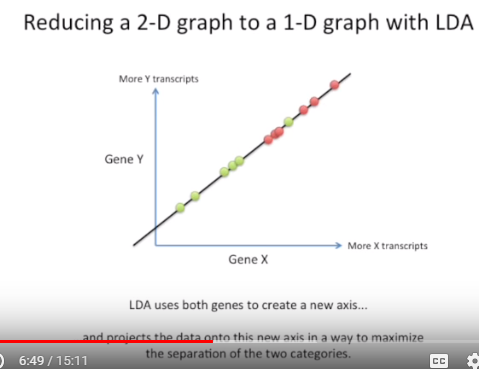 Reducing a 2-D graph to a 1-D graph with LDA
More Y transcripts
Gene Y
More X transcripts
Gene X
LDA uses both genes to create a new axis...
and projects the data onto this new axis in a way to maximize
the separation of the two categories.
6:49 / 15:11
CC